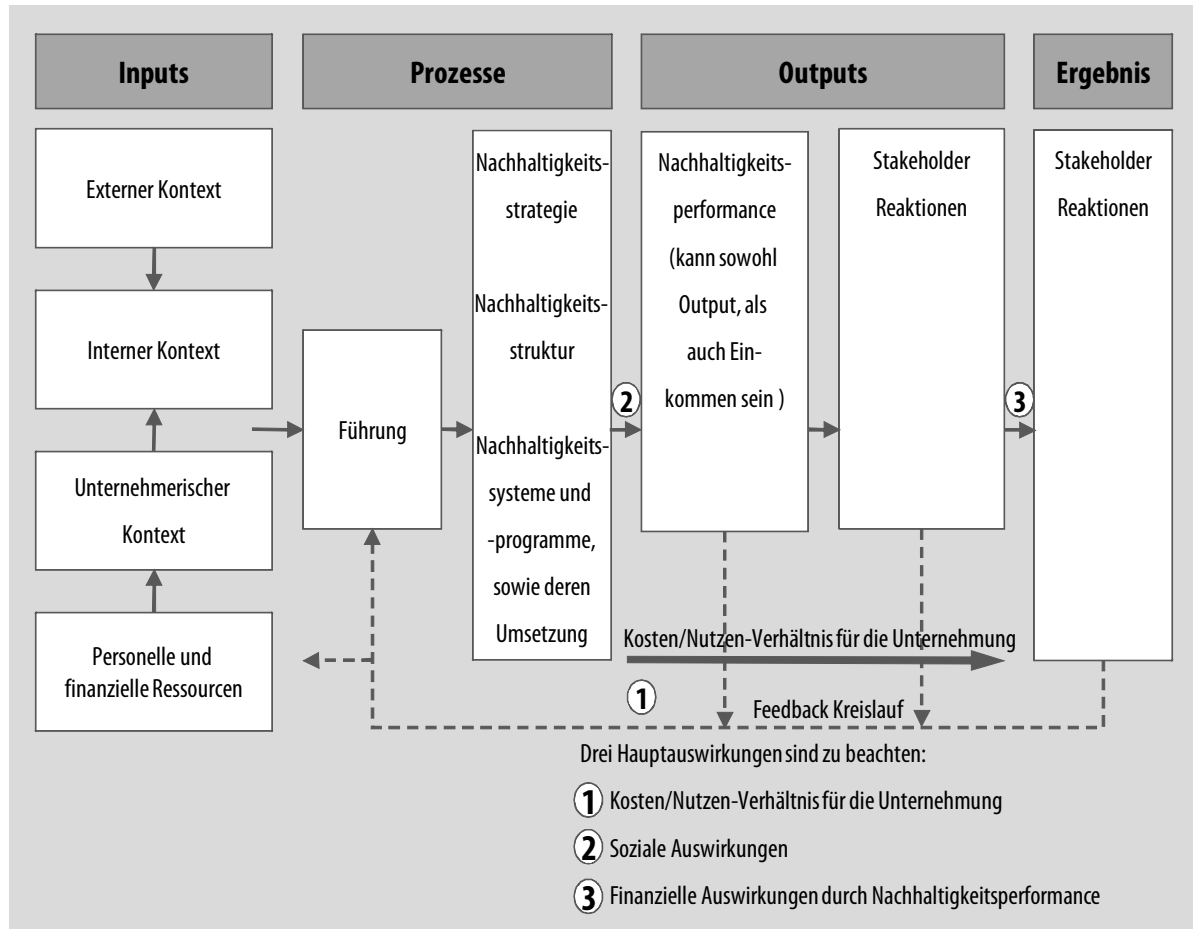 Inputs
Prozesse
Outputs
Ergebnis
Externer Kontext
Interner Kontext
Unternehmerischer
Kontext
Personelle und
finanzielle Ressourcen
Führung
Nachhaltigkeits-
strategie
Nachhaltigkeits-
struktur
Nachhaltigkeits-
systeme und
-programme,
sowie deren
Umsetzung
2
Nachhaltigkeits-
performance
(kann sowohl
Output, als
auch Ein-
kommen sein )
Stakeholder
Reaktionen
3
Stakeholder
Reaktionen
Kosten/Nutzen-Verhältnis für die Unternehmung
1
Feedback Kreislauf
Drei Hauptauswirkungen sind zu beachten:
1 Kosten/Nutzen-Verhältnis für die Unternehmung
2 Soziale Auswirkungen
3 Finanzielle Auswirkungen durch Nachhaltigkeitsperformance